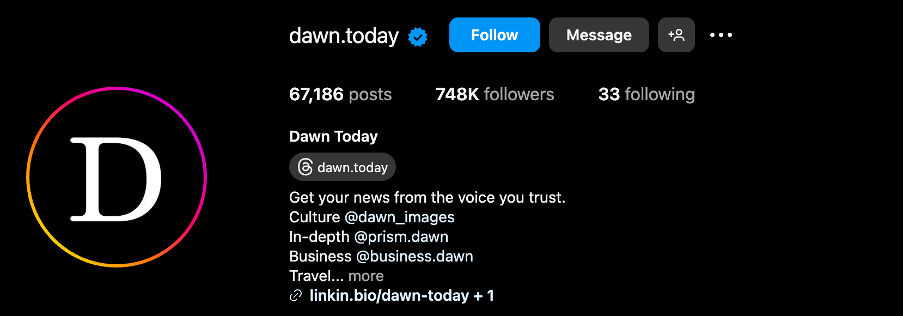 dawn.today Follow Message
67,186 posts 748K followers 33 following
Dawn Today
dawn.today
D
Get your news from the voice you trust.
Culture @dawn_images
In-depth @prism.dawn
Business @business.dawn
Travel... more
linkin.bio/dawn-today + 1